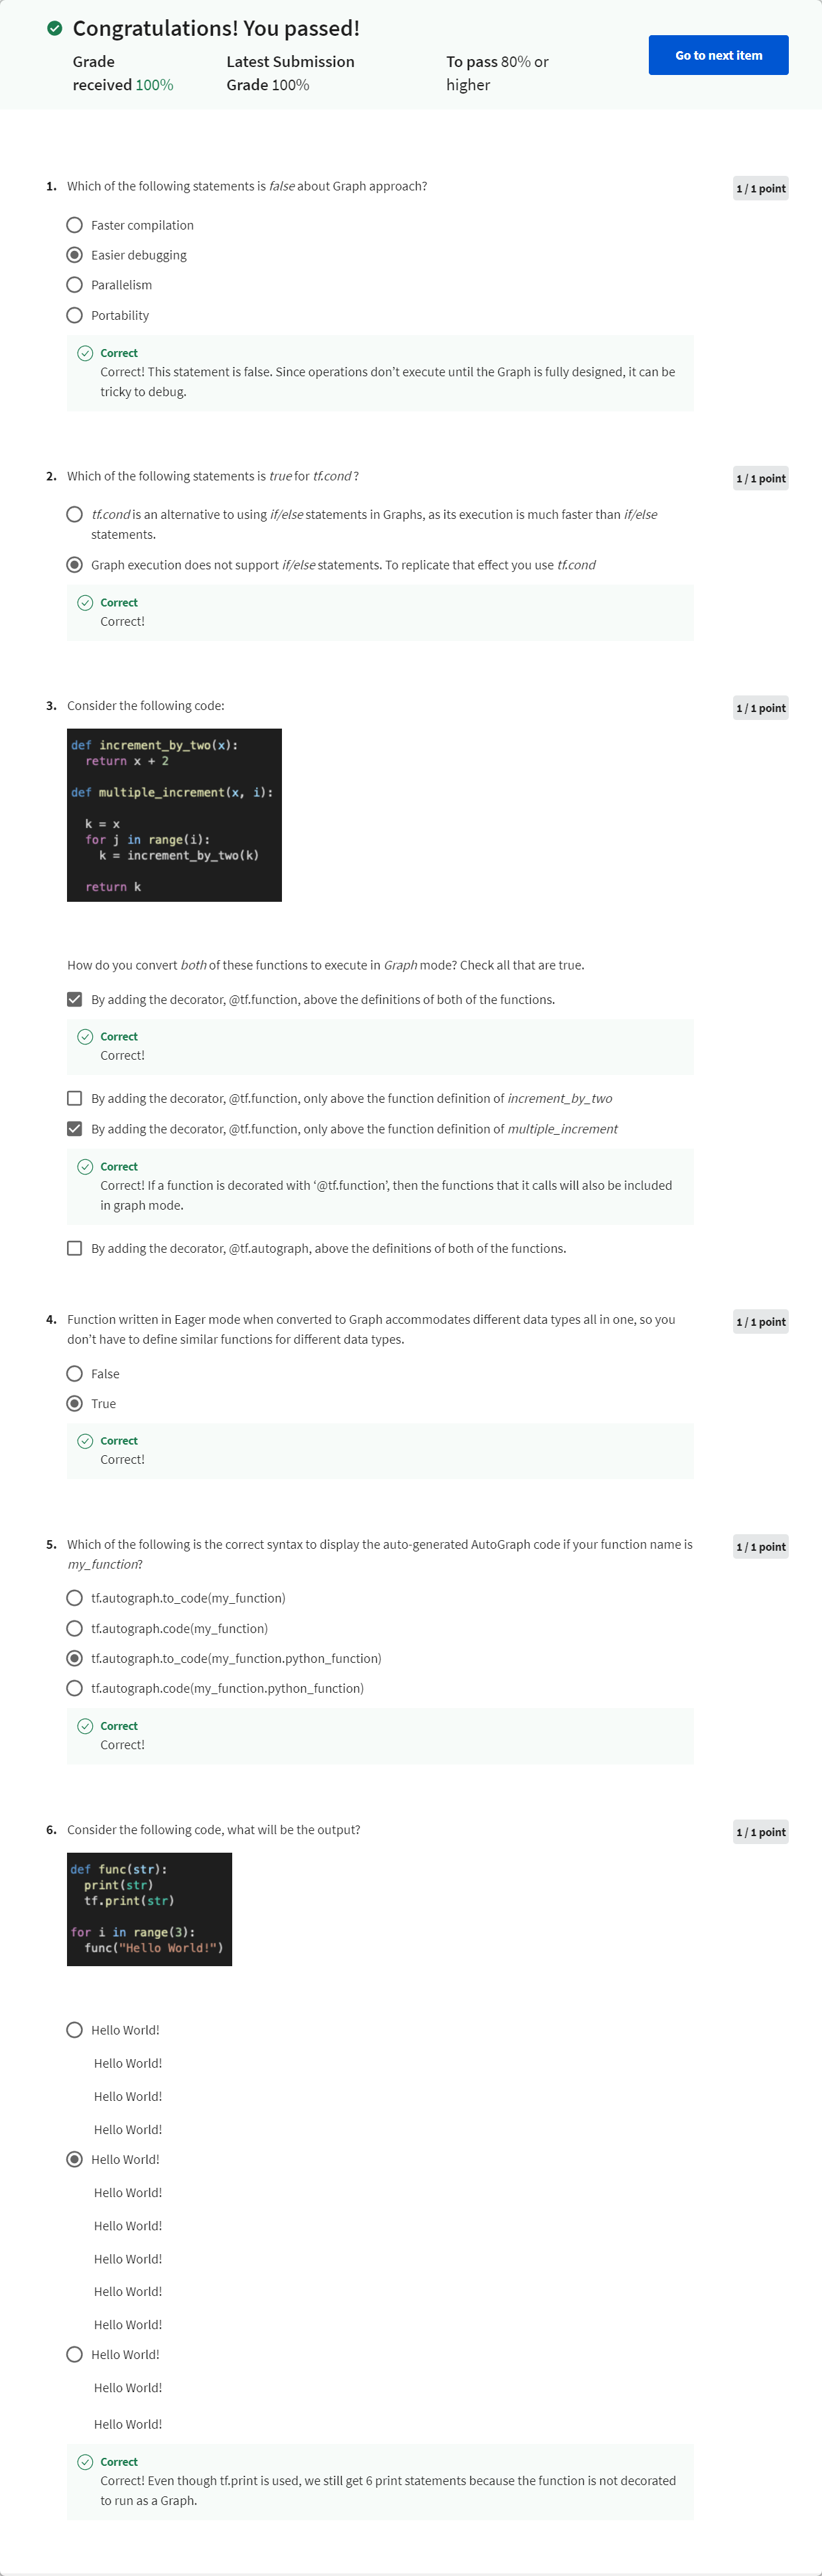 Congratulations! You passed!
Grade received 100%
Latest Submission Grade 100%
To pass 80% or higher
Go to next item
1. Which of the following statements is false about Graph approach?
1 / 1 point
Faster compilation
Easier debugging
Parallelism
Portability
Correct
Correct! This statement is false. Since operations don’t execute until the Graph is fully designed, it can be
tricky to debug.
2. Which of the following statements is true for tf.cond ?
1 / 1 point
tf.cond is an alternative to using if/else statements in Graphs, as its execution is much faster than if/else
statements.
Graph execution does not support if/else statements. To replicate that effect you use tf.cond
Correct
Correct!
3. Consider the following code:
1 / 1 point
def increment_by_two(x):
return x + 2
def multiple_increment(x, i):
k = x
for j in range(i):
k = increment_by_two(k)
return k
How do you convert both of these functions to execute in Graph mode? Check all that are true.
By adding the decorator, @tf.function, above the definitions of both of the functions.
Correct
Correct!
By adding the decorator, @tf.function, only above the function definition of increment_by_two
By adding the decorator, @tf.function, only above the function definition of multiple_increment
Correct
Correct! If a function is decorated with ‘@tf.function’, then the functions that it calls will also be included
in graph mode.
By adding the decorator, @tf.autograph, above the definitions of both of the functions.
4. Function written in Eager mode when converted to Graph accommodates different data types all in one, so you
don’t have to define similar functions for different data types.
1 / 1 point
False
True
Correct
Correct!
5. Which of the following is the correct syntax to display the auto-generated AutoGraph code if your function name is
my_function?
1 / 1 point
tf.autograph.to_code(my_function)
tf.autograph.code(my_function)
tf.autograph.to_code(my_function.python_function)
tf.autograph.code(my_function.python_function)
Correct
Correct!
6. Consider the following code, what will be the output?
1 / 1 point
def func(str):
print(str)
tf.print(str)
for i in range(3):
func("Hello World!")
Hello World!
Hello World!
Hello World!
Hello World!
Hello World!
Hello World!
Hello World!
Hello World!
Hello World!
Hello World!
Hello World!
Hello World!
Hello World!
Correct
Correct! Even though tf.print is used, we still get 6 print statements because the function is not decorated
to run as a Graph.